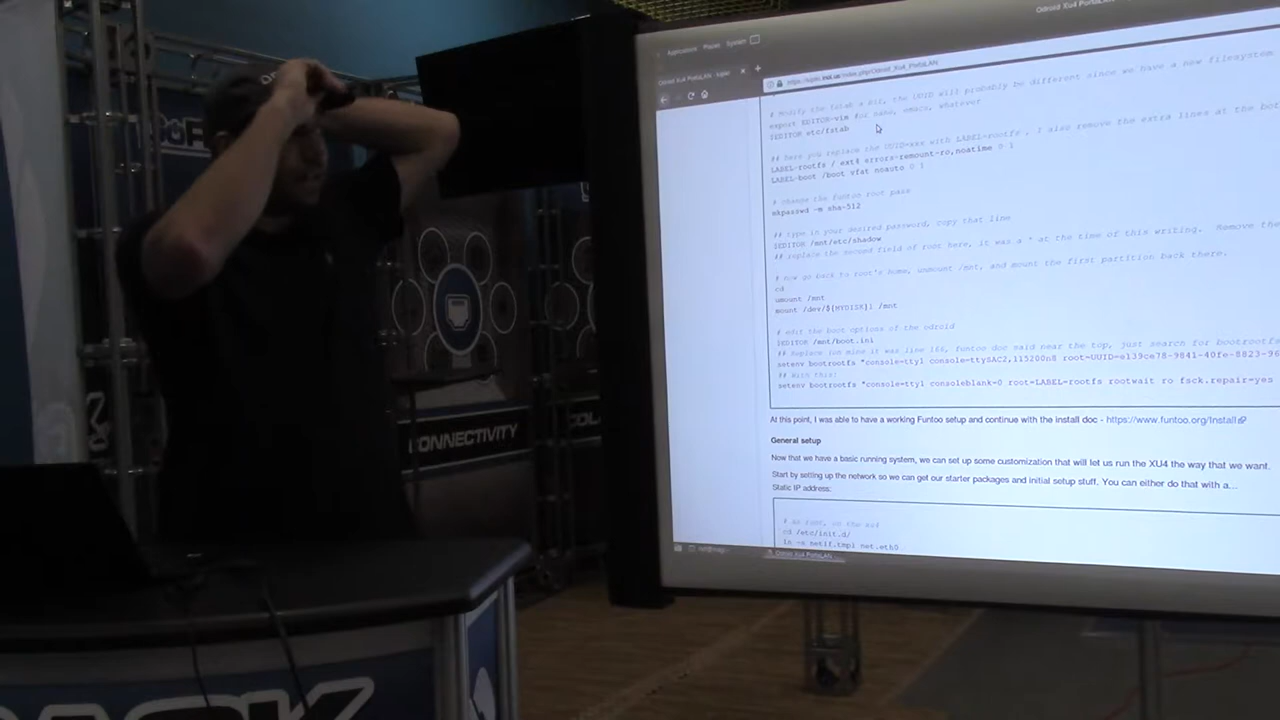 Odroid Xu4 PortaLAN
Applications Places System
Odroid Xu4 PortaLAN
# Modify the fstab a bit, the UUID will probably be different since we have a new filesystem
export EDITOR=vim #or nano, emacs, whatever
$EDITOR etc/fstab
## here you replace the UUID=xxx with LABEL=rootfs . I also remove the extra lines at the bot
LABEL=rootfs / ext4 errors=remount-ro,noatime 0 1
LABEL=boot /boot vfat noauto 0 1
# change the funtoo root pass
mkpasswd -m sha-512
## type in your desired password, copy that line
$EDITOR /mnt/etc/shadow
## replace the second field of root here, it was a * at the time of this writing. Remove the
# now go back to root's home, unmount /mnt, and mount the first partition back there.
cd
umount /mnt
mount /dev/${MYDISK}1 /mnt
# edit the boot options of the odroid
$EDITOR /mnt/boot.ini
## Replace (on mine it was line 166, funtoo doc said near the top, just search for bootrootfs
setenv bootrootfs "console=tty1 console=ttySAC2,115200n8 root=UUID=e139ce78-9841-40fe-8823-96
## With this:
setenv bootrootfs "console=tty1 consoleblank=0 root=LABEL=rootfs rootwait ro fsck.repair=yes
At this point, I was able to have a working Funtoo setup and continue with the install doc - https://www.funtoo.org/Install
General setup
Now that we have a basic running system, we can set up some customization that will let us run the XU4 the way that we want.
Start by setting up the network so we can get our starter packages and initial setup stuff. You can either do that with a...
Static IP address:
# as root, on the xu4
cd /etc/init.d/
ln -s netif.tmpl net.eth0
Odroid Xu4 PortaLAN
CONNECTIVITY
COL